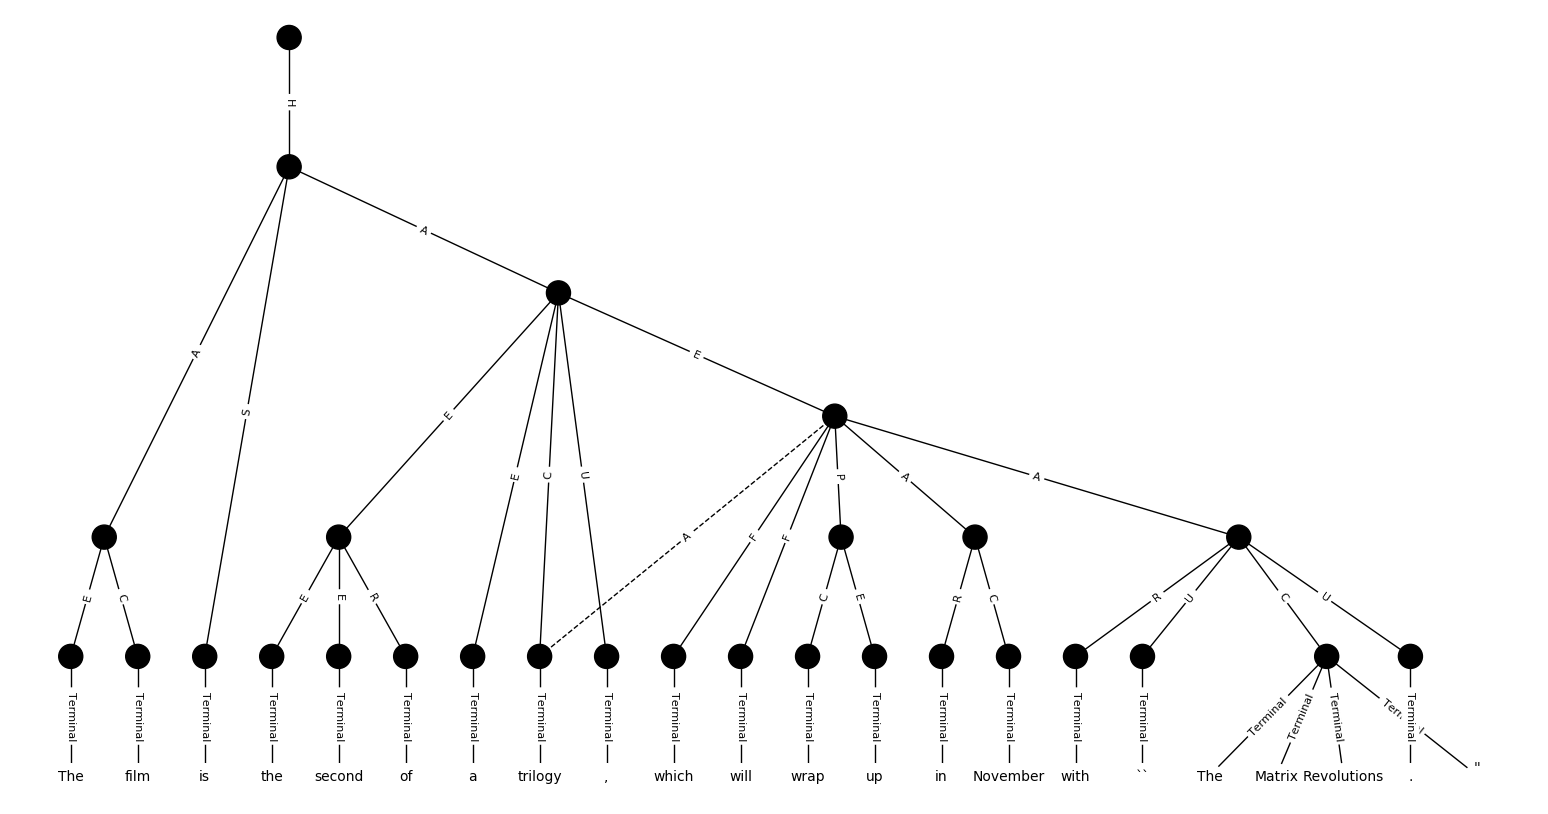 H
A
A
E
S
E
E
C
U
A
P
A
A
F
F
E
C
E
E
R
C
E
R
C
R
U
C
U
Terminal Terminal Terminal Terminal Terminal Terminal Terminal Terminal Terminal Terminal Terminal Terminal Terminal Terminal Terminal Terminal Terminal Terminal Terminal Terminal Terminal
The film is the second of a trilogy , which will wrap up in November with `` The Matrix Revolutions . "